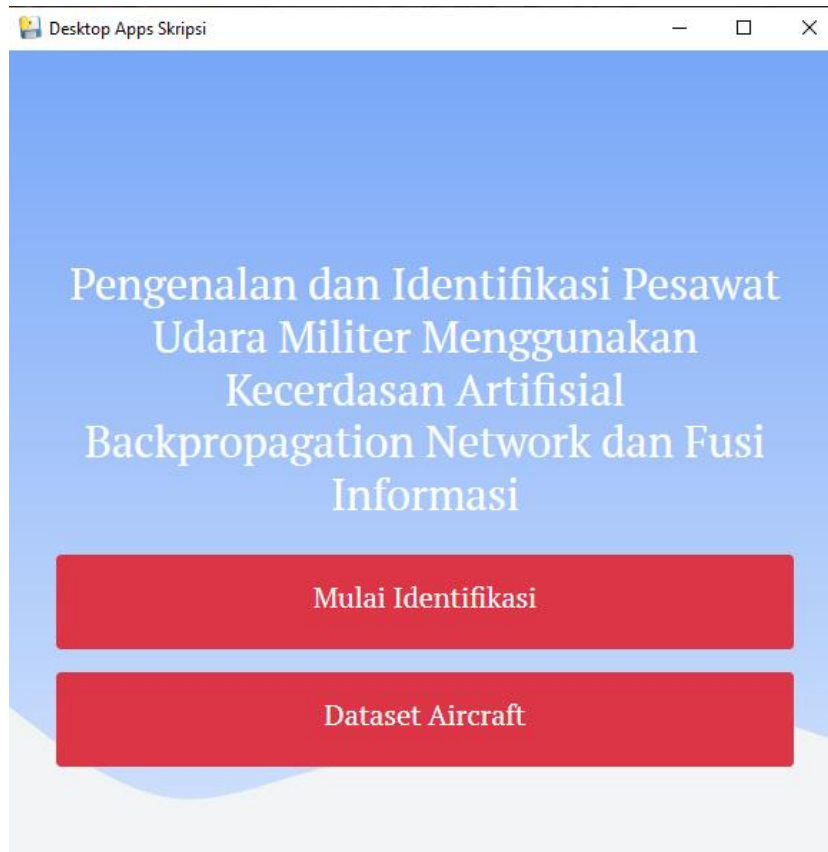 Desktop Apps Skripsi
Pengenalan dan Identifikasi Pesawat
Udara Militer Menggunakan
Kecerdasan Artifisial
Backpropagation Network dan Fusi
Informasi
Mulai Identifikasi
Dataset Aircraft